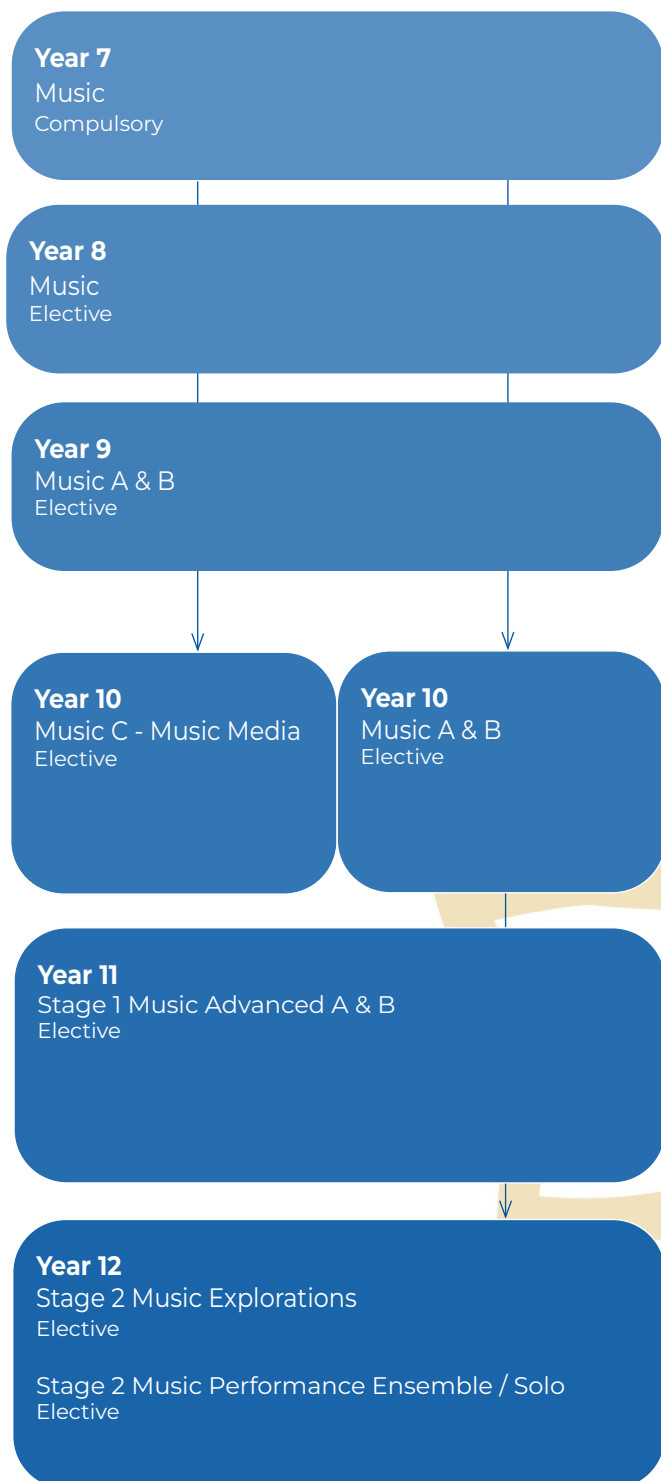 Year 7
Music
Compulsory
Year 8
Music
Elective
Year 9
Music A & B
Elective
Year 10
Music C - Music Media
Elective
Year 10
Music A & B
Elective
Year 11
Stage 1 Music Advanced A & B
Elective
Year 12
Stage 2 Music Explorations
Elective
Stage 2 Music Performance Ensemble / Solo
Elective